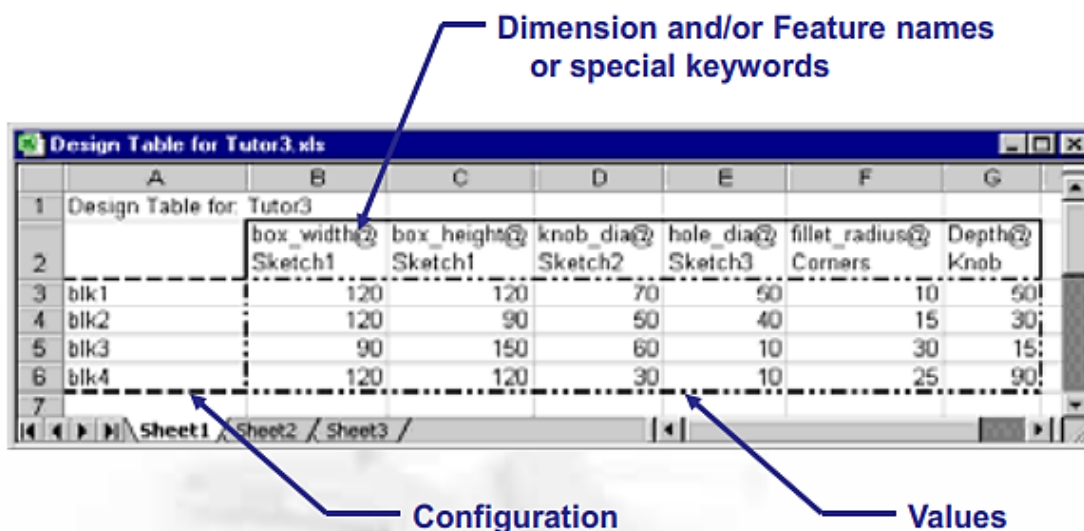 Dimension and/or Feature names
or special keywords
Design Table for Tutor3.xls
A B C D E F G
1 Design Table for: Tutor3
box_width@ box_height@ knob_dia@ hole_dia@ fillet_radius@ Depth@
2 Sketch1 Sketch1 Sketch2 Sketch3 Corners Knob
3 blk1 120 120 70 50 10 50
4 blk2 120 90 50 40 15 30
5 blk3 90 150 60 10 30 15
6 blk4 120 120 30 10 25 90
7
Sheet1 / Sheet2 / Sheet3 /
Configuration
Values